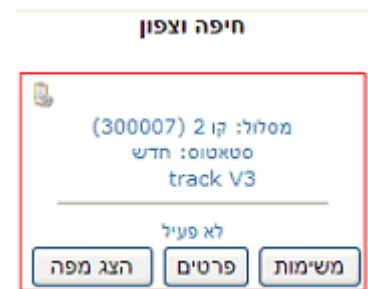 חיפה וצפון
מסלול: קו 2 (300007)
סטאטוס: חדש
track V3
לא פעיל
משימות פרטים הצג מפה